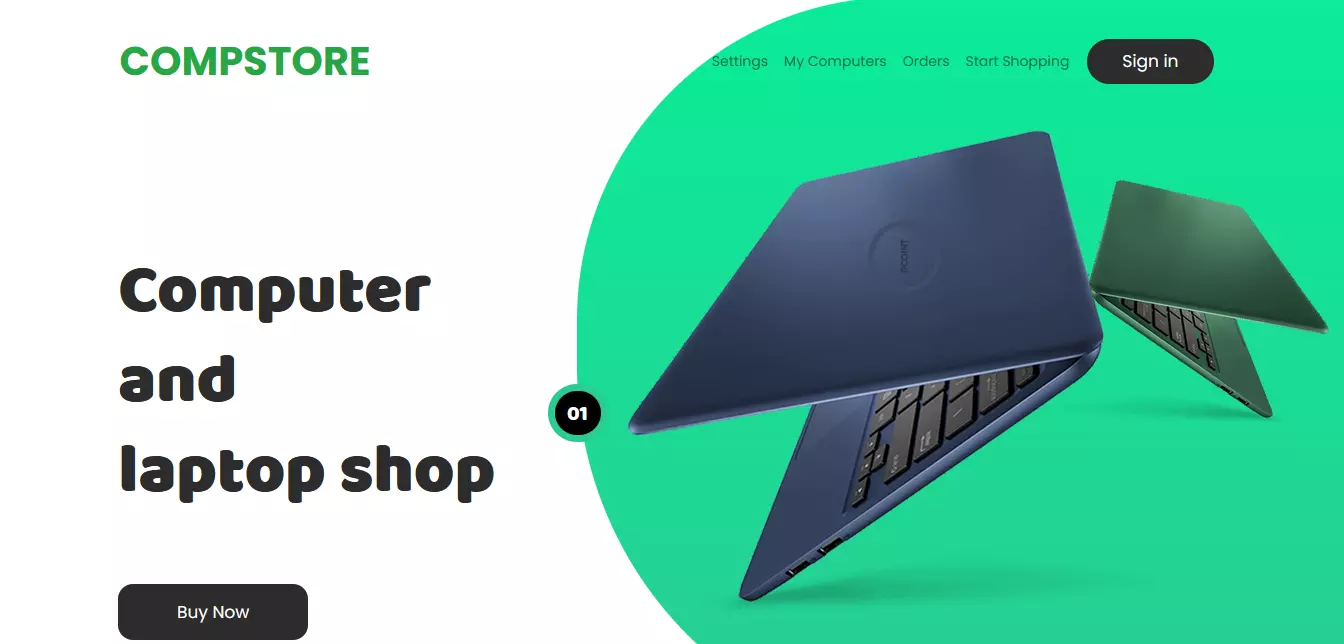 COMPSTORE
Settings My Computers Orders Start Shopping Sign in
Computer
and
01
laptop shop
Buy Now